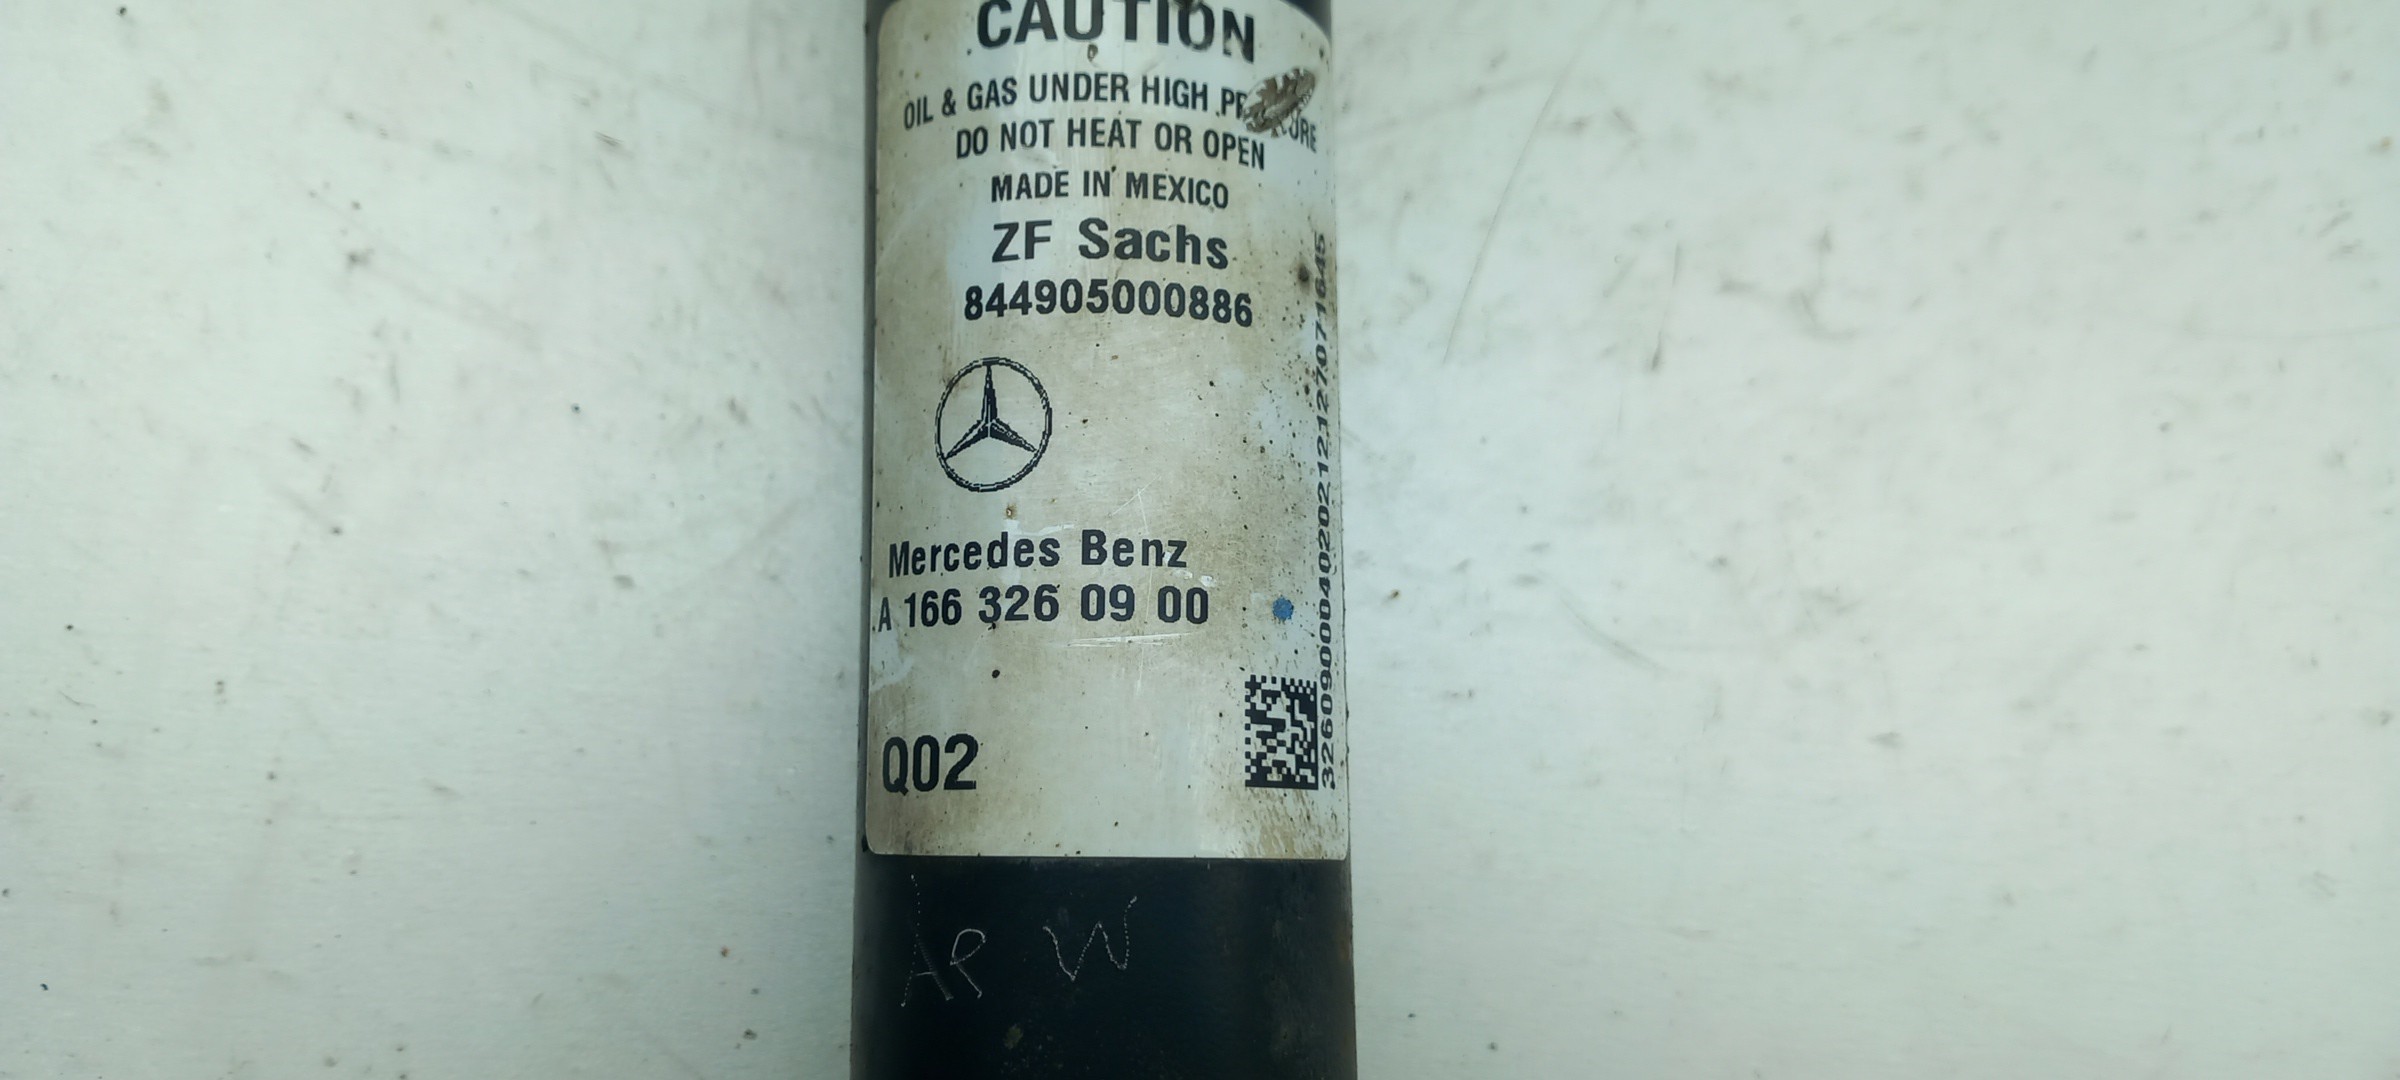 CAUTION
OIL & GAS UNDER HIGH
DO NOT HEAT OR OPEN
MADE IN MEXICO
ZF Sachs
844905000886
Mercedes Benz
A 166 326 09 00
Q02
AR W